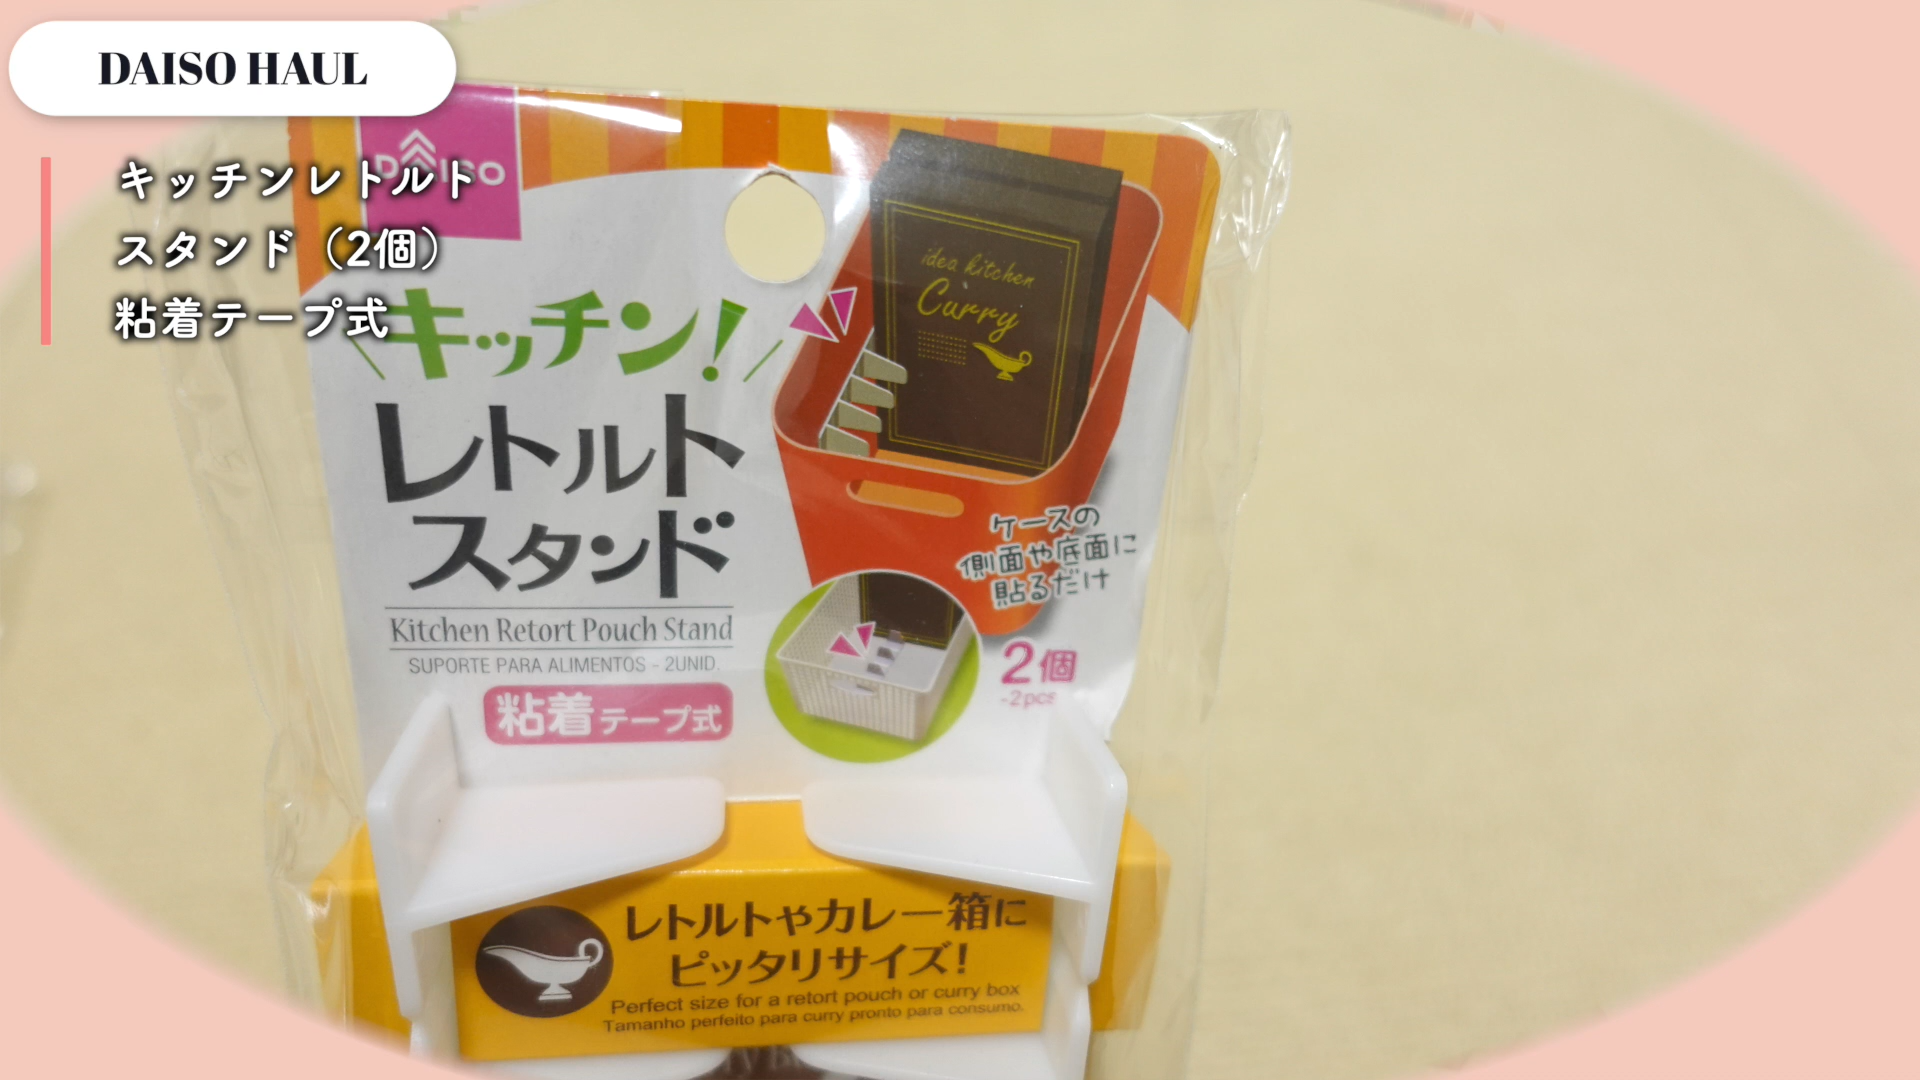 DAISO HAUL
キッチンレトルト
スタンド（2個）
粘着テープ式
DAISO
キッチン!
レトルト
スタンド
Kitchen Retort Pouch Stand
SUPORTE PARA ALIMENTOS - 2UNID.
粘着テープ式
idea kitchen
Curry
ケースの
側面や底面に
貼るだけ
2個
-2pcs
レトルトやカレー箱に
ピッタリサイズ!
Perfect size for a retort pouch or curry box
Tamanho perfeito para curry pronto para consumo.